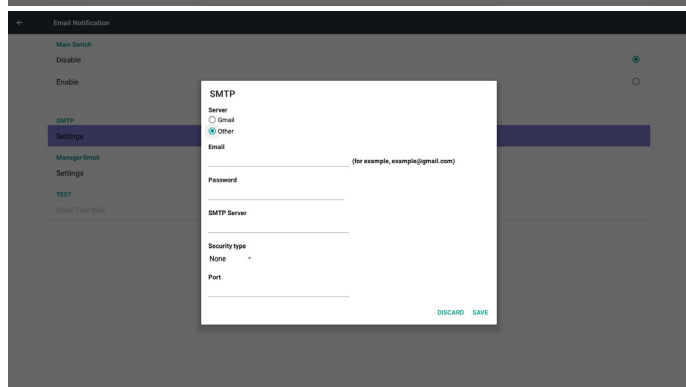 Email Notification
Main Switch
Disable
Enable
SMTP
Settings
Manager Email
Settings
TEST
Send Test Mail
SMTP
Server
Gmail
Other
Email
(for example, example@gmail.com)
Password
SMTP Server
Security type
None
Port
DISCARD SAVE